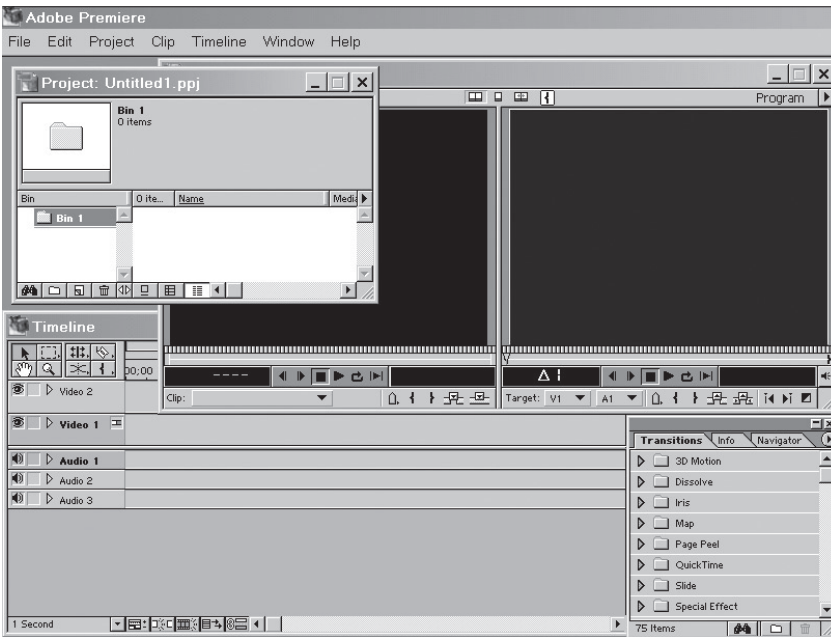 Adobe Premiere
File Edit Project Clip Timeline Window Help
Project: Untitled1.ppj
Bin 1
0 items
Bin 0 ite... Name Media
Bin 1
Program
Timeline
00;00
Video 2
Video 1
Audio 1
Audio 2
Audio 3
1 Second
Clip:
Target: V1 A1
Transitions Info Navigator
3D Motion
Dissolve
Iris
Map
Page Peel
QuickTime
Slide
Special Effect
75 Items